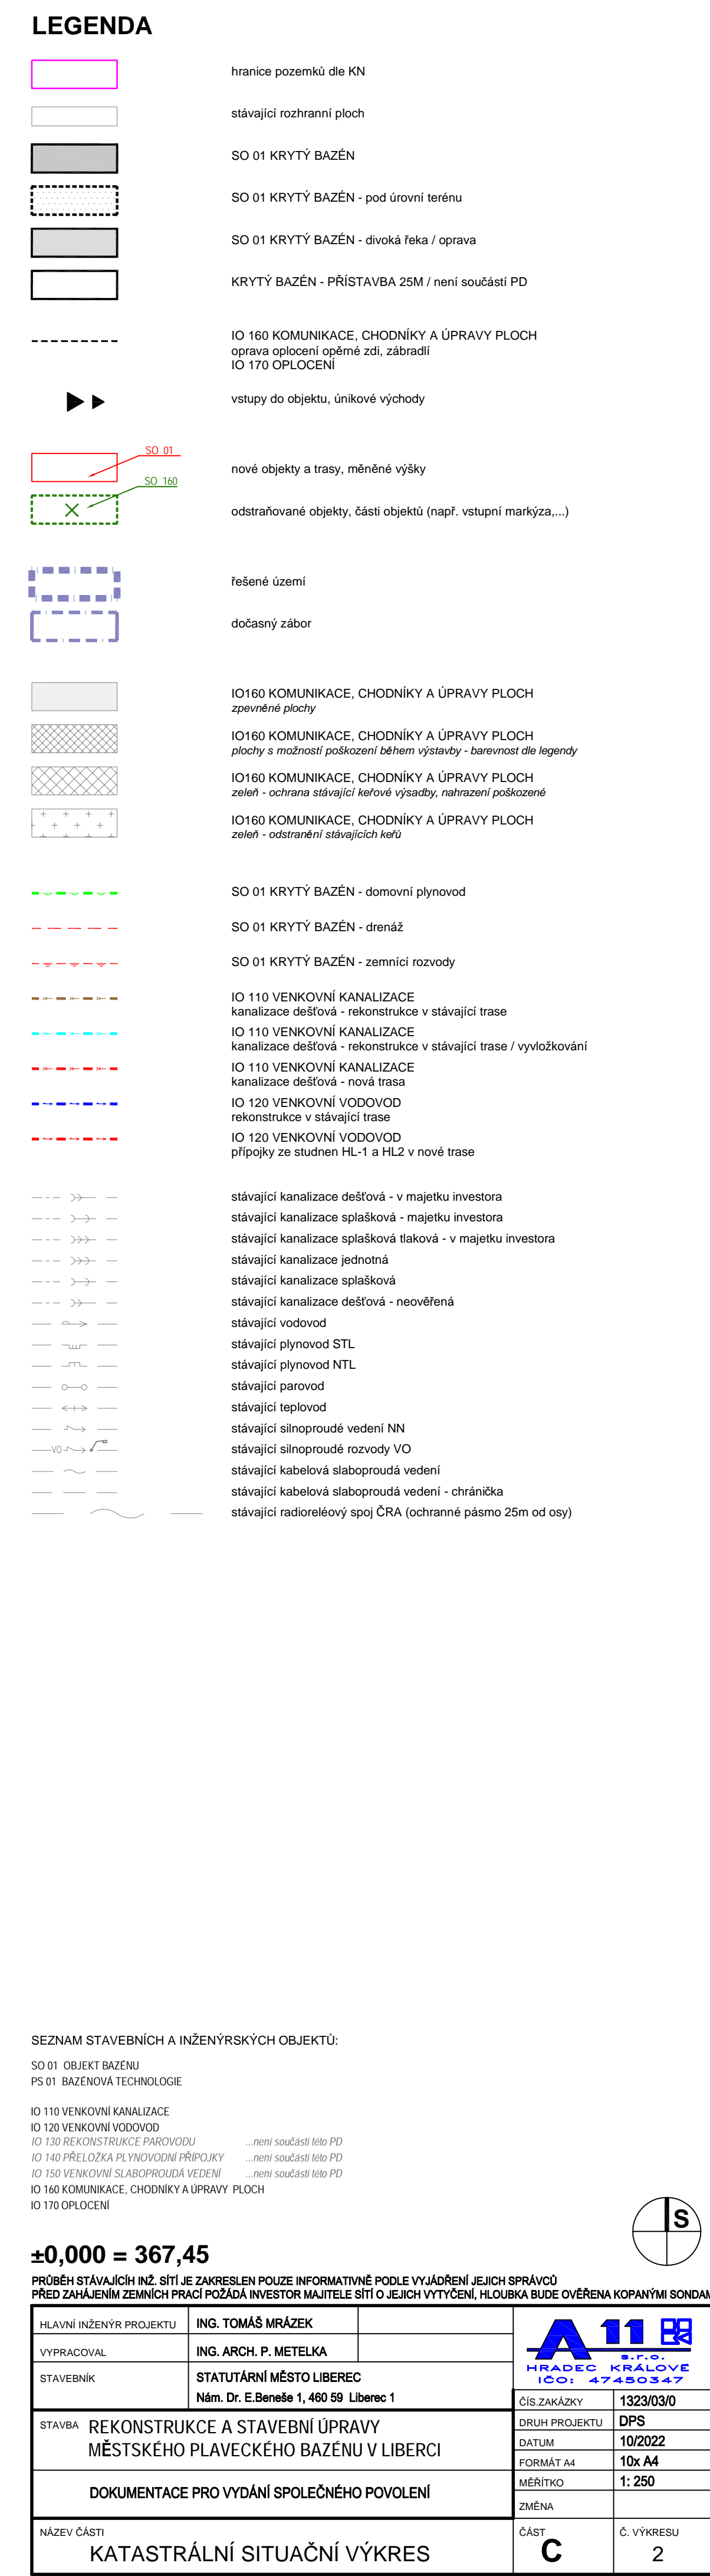 LEGENDA
hranice pozemků dle KN
stávající rozhranní ploch
SO 01 KRYTÝ BAZÉN
SO 01 KRYTÝ BAZÉN - pod úrovní terénu
SO 01 KRYTÝ BAZÉN - divoká řeka / oprava
KRYTÝ BAZÉN - PŘÍSTAVBA 25M / není součástí PD
IO 160 KOMUNIKACE, CHODNÍKY A ÚPRAVY PLOCH
oprava oplocení opěrné zdi, zábradlí
IO 170 OPLOCENÍ
vstupy do objektu, únikové východy
SO 01
nové objekty a trasy, měněné výšky
SO 160
odstraňované objekty, části objektů (např. vstupní markýza,...)
řešené území
dočasný zábor
IO160 KOMUNIKACE, CHODNÍKY A ÚPRAVY PLOCH
zpevněné plochy
IO160 KOMUNIKACE, CHODNÍKY A ÚPRAVY PLOCH
plochy s možností poškození během výstavby - barevnost dle legendy
IO160 KOMUNIKACE, CHODNÍKY A ÚPRAVY PLOCH
zeleň - ochrana stávající keřové výsadby, nahrazení poškozené
IO160 KOMUNIKACE, CHODNÍKY A ÚPRAVY PLOCH
zeleň - odstranění stávajících keřů
SO 01 KRYTÝ BAZÉN - domovní plynovod
SO 01 KRYTÝ BAZÉN - drenáž
SO 01 KRYTÝ BAZÉN - zemnící rozvody
IO 110 VENKOVNÍ KANALIZACE
kanalizace dešťová - rekonstrukce v stávající trase
IO 110 VENKOVNÍ KANALIZACE
kanalizace dešťová - rekonstrukce v stávající trase / vyvložkování
IO 110 VENKOVNÍ KANALIZACE
kanalizace dešťová - nová trasa
IO 120 VENKOVNÍ VODOVOD
rekonstrukce v stávající trase
IO 120 VENKOVNÍ VODOVOD
přípojky ze studnen HL-1 a HL2 v nové trase
stávající kanalizace dešťová - v majetku investora
stávající kanalizace splašková - majetku investora
stávající kanalizace splašková tlaková - v majetku investora
stávající kanalizace jednotná
stávající kanalizace splašková
stávající kanalizace dešťová - neověřená
stávající vodovod
stávající plynovod STL
stávající plynovod NTL
stávající parovod
stávající teplovod
stávající silnoproudé vedení NN
VO stávající silnoproudé rozvody VO
stávající kabelová slaboproudá vedení
stávající kabelová slaboproudá vedení - chránička
stávající radioreléový spoj ČRA (ochranné pásmo 25m od osy)
SEZNAM STAVEBNÍCH A INŽENÝRSKÝCH OBJEKTŮ:
SO 01 OBJEKT BAZÉNU
PS 01 BAZÉNOVÁ TECHNOLOGIE
IO 110 VENKOVNÍ KANALIZACE
IO 120 VENKOVNÍ VODOVOD
IO 130 REKONSTRUKCE PAROVODU ...není součástí této PD
IO 140 PŘELOŽKA PLYNOVODNÍ PŘÍPOJKY ...není součástí této PD
IO 150 VENKOVNÍ SLABOPROUDÁ VEDENÍ ...není součástí této PD
IO 160 KOMUNIKACE, CHODNÍKY A ÚPRAVY PLOCH
IO 170 OPLOCENÍ
S
±0,000 = 367,45
PRŮBĚH STÁVAJÍCÍH INŽ. SÍTÍ JE ZAKRESLEN POUZE INFORMATIVNĚ PODLE VYJÁDŘENÍ JEJICH SPRÁVCŮ
PŘED ZAHÁJENÍM ZEMNÍCH PRACÍ POŽÁDÁ INVESTOR MAJITELE SÍTÍ O JEJICH VYTYČENÍ, HLOUBKA BUDE OVĚŘENA KOPANÝMI SONDAM
HLAVNÍ INŽENÝR PROJEKTU ING. TOMÁŠ MRÁZEK
VYPRACOVAL ING. ARCH. P. METELKA
STAVEBNÍK STATUTÁRNÍ MĚSTO LIBEREC
Nám. Dr. E.Beneše 1, 460 59 Liberec 1
A 11
s.r.o.
HRADEC KRÁLOVÉ
IČO: 47450347
ČÍS.ZAKÁZKY 1323/03/0
DRUH PROJEKTU DPS
DATUM 10/2022
FORMÁT A4 10x A4
MĚŘÍTKO 1: 250
ZMĚNA
STAVBA REKONSTRUKCE A STAVEBNÍ ÚPRAVY
MĚSTSKÉHO PLAVECKÉHO BAZÉNU V LIBERCI
DOKUMENTACE PRO VYDÁNÍ SPOLEČNÉHO POVOLENÍ
NÁZEV ČÁSTI
KATASTRÁLNÍ SITUAČNÍ VÝKRES
ČÁST
C
Č. VÝKRESU
2